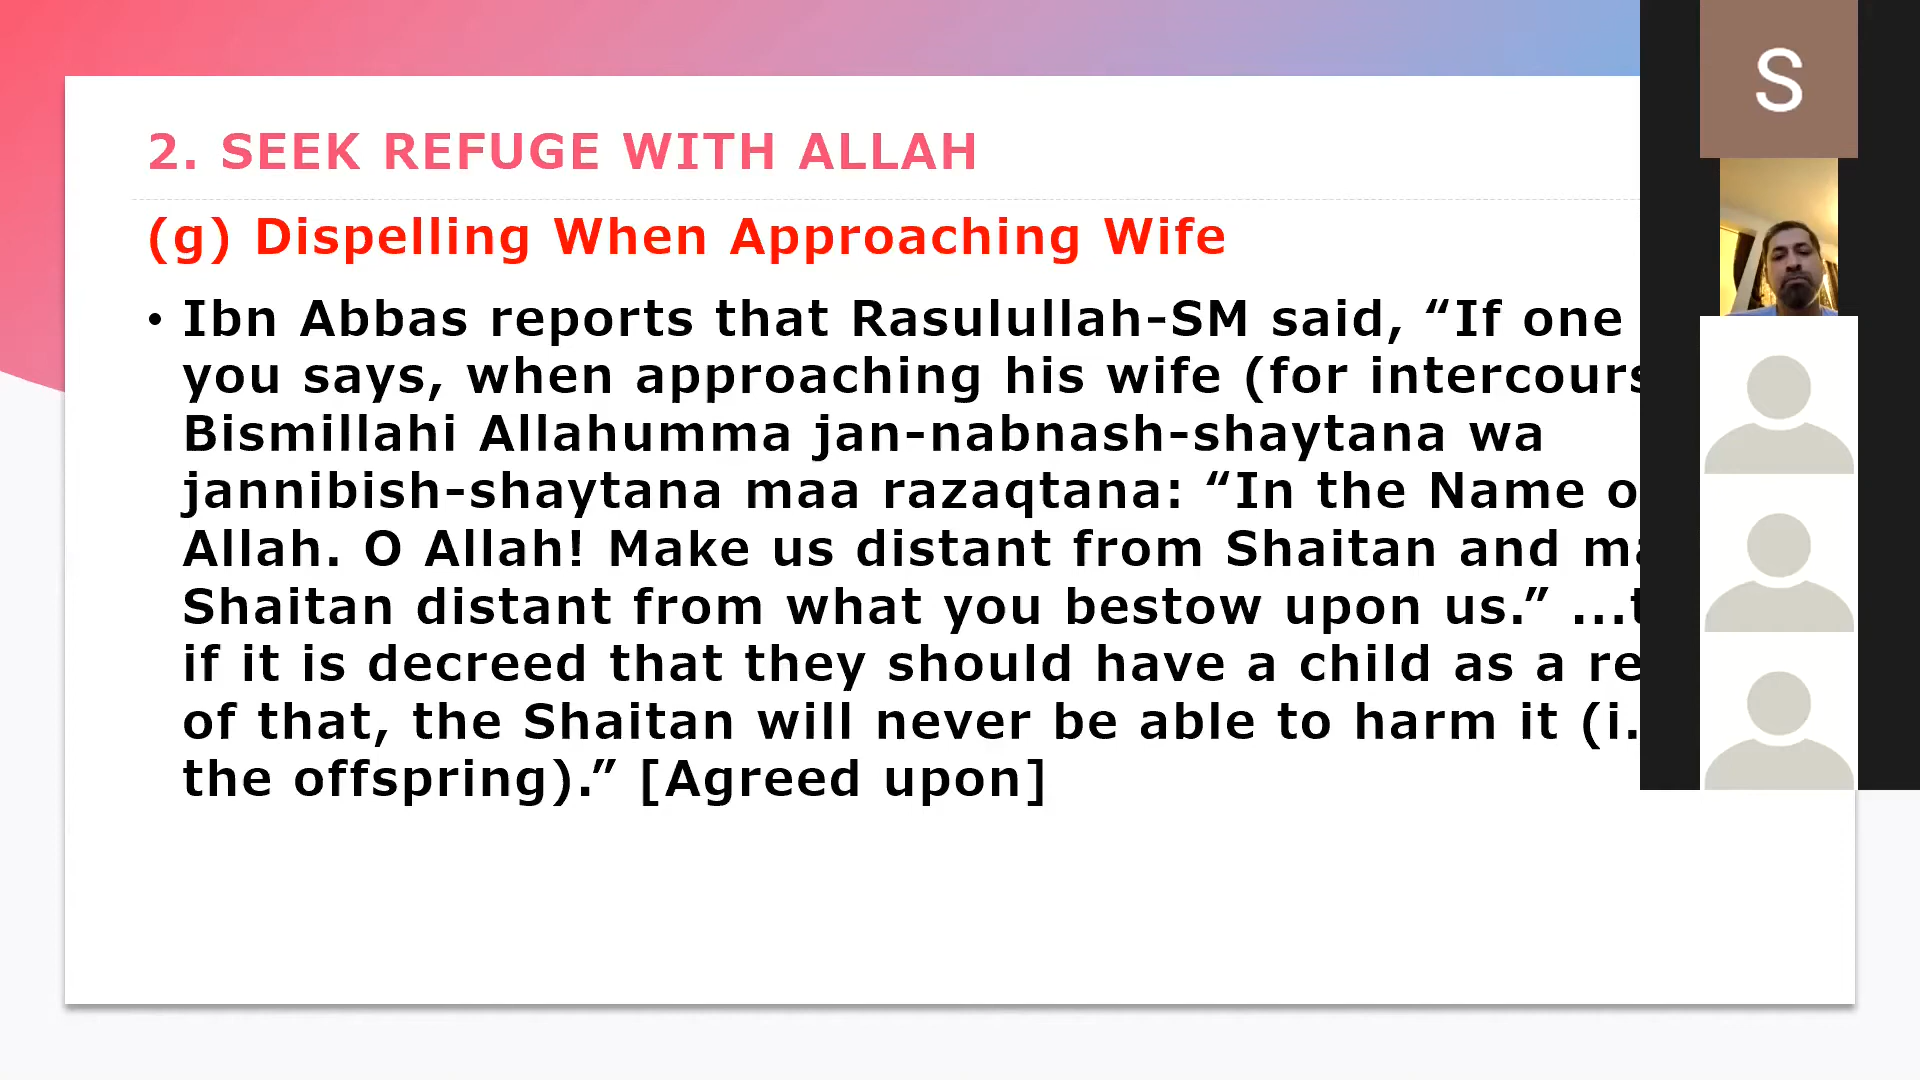 2. SEEK REFUGE WITH ALLAH
S
(g) Dispelling When Approaching Wife
• Ibn Abbas reports that Rasulullah-SM said, “If one
you says, when approaching his wife (for
Bismillahi Allahumma jan-nabnash-shaytana wa
jannibish-shaytana maa razaqtana: “In the Name
Allah. O Allah! Make us distant from Shaitan and
Shaitan distant from what you bestow upon us.” ...
if it is decreed that they should have a child as a
of that, the Shaitan will never be able to harm it (i.
the offspring).” [Agreed upon]